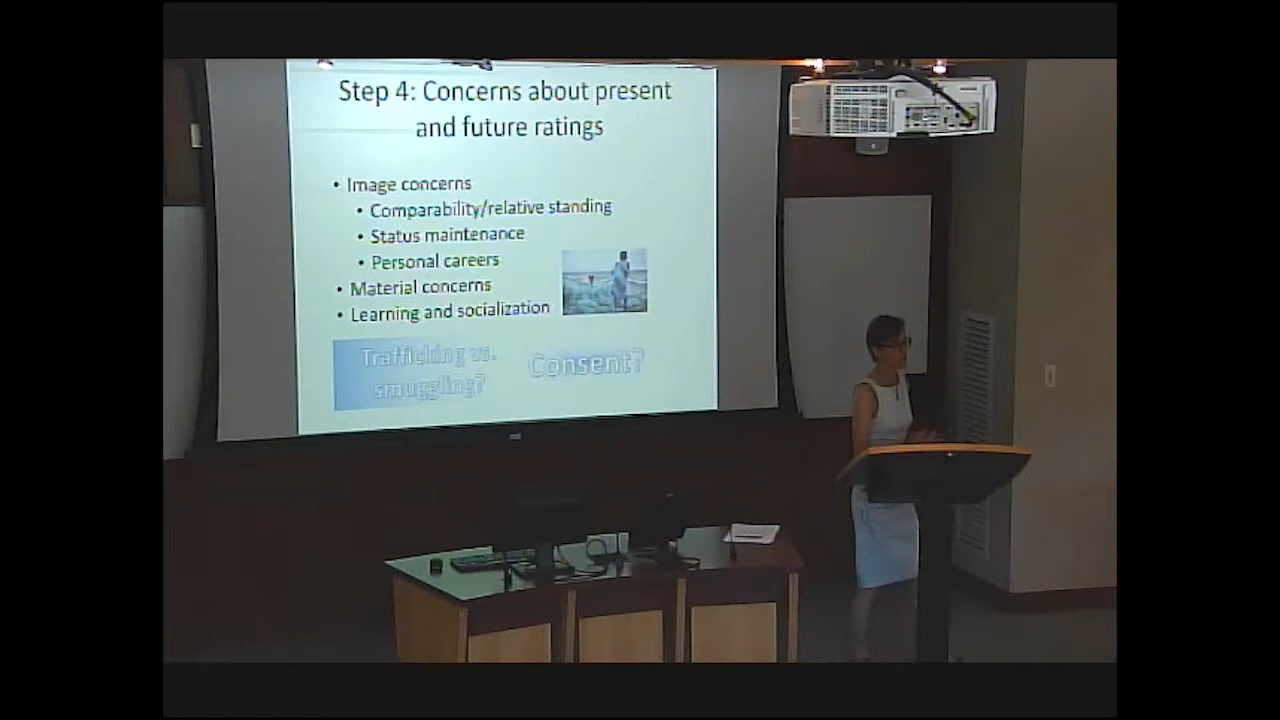 Step 4: Concerns about present
and future ratings
• Image concerns
• Comparability/relative standing
• Status maintenance
• Personal careers
• Material concerns
• Learning and socialization
Trafficking vs.
smuggling?
Consent?